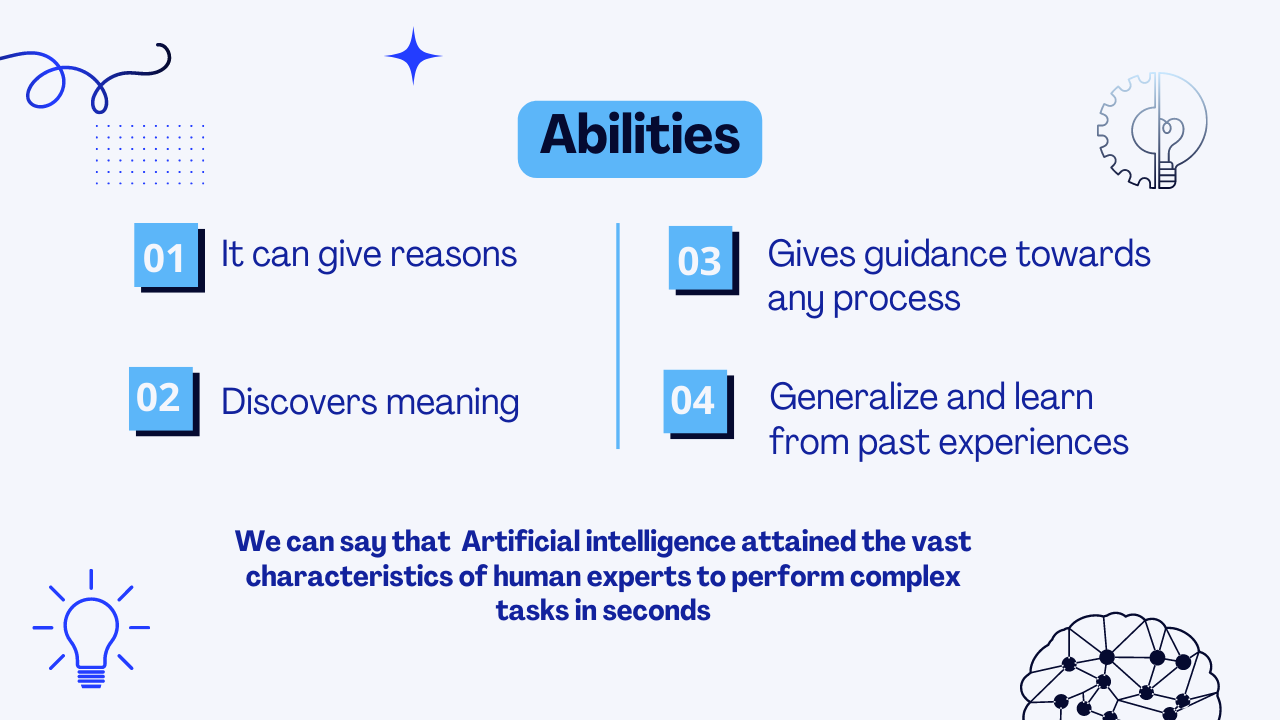 Abilities
01 It can give reasons
02 Discovers meaning
03 Gives guidance towards
any process
04 Generalize and learn
from past experiences
We can say that  Artificial intelligence attained the vast
characteristics of human experts to perform complex
tasks in seconds